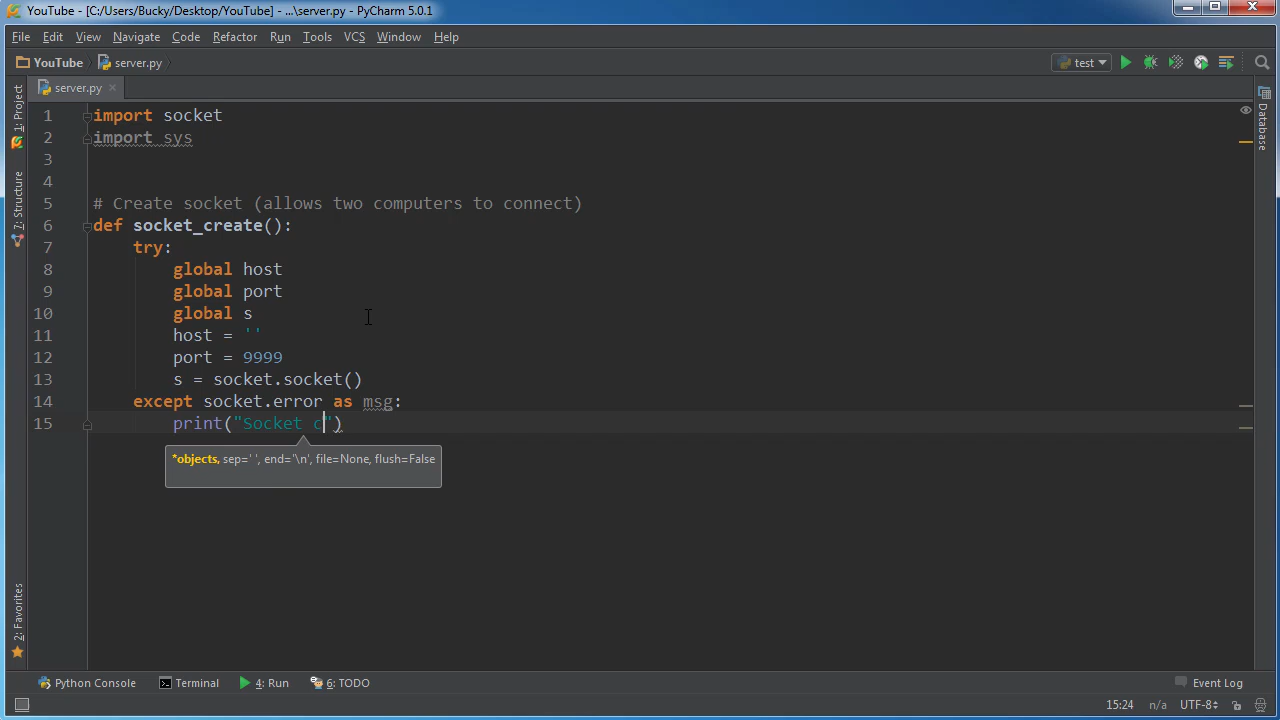 YouTube - [C:/Users/Bucky/Desktop/YouTube] - ...\server.py - PyCharm 5.0.1
File Edit View Navigate Code Refactor Run Tools VCS Window Help
YouTube server.py test
server.py
1: Project
7: Structure
2: Favorites
Database
1 import socket
2 import sys
3
4
5 # Create socket (allows two computers to connect)
6 def socket_create():
7 try:
8 global host
9 global port
10 global s
11 host = ''
12 port = 9999
13 s = socket.socket()
14 except socket.error as msg:
15 print("Socket c")
*objects, sep=' ', end='\n', file=None, flush=False
Python Console Terminal 4: Run 6: TODO Event Log
15:24 n/a UTF-8